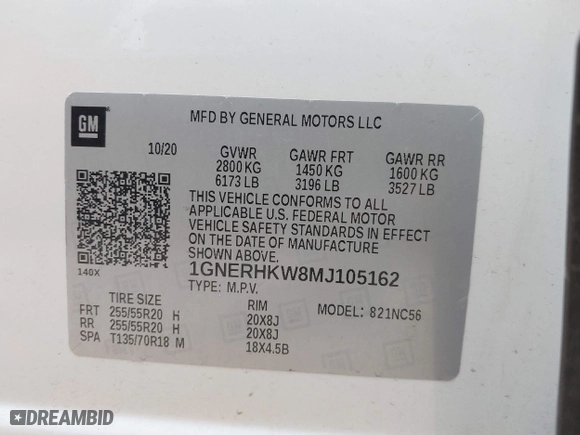 GM
MFD BY GENERAL MOTORS LLC
10/20 GVWR GAWR FRT GAWR RR
2800 KG 1450 KG 1600 KG
6173 LB 3196 LB 3527 LB
THIS VEHICLE CONFORMS TO ALL
APPLICABLE U.S. FEDERAL MOTOR
VEHICLE SAFETY STANDARDS IN EFFECT
ON THE DATE OF MANUFACTURE
SHOWN ABOVE.
140X
1GNERHKW8MJ105162
TYPE: M.P.V.
TIRE SIZE RIM MODEL: 821NC56
FRT 255/55R20 H 20X8J
RR 255/55R20 H 20X8J
SPA T135/70R18 M 18X4.5B
DREAMBID